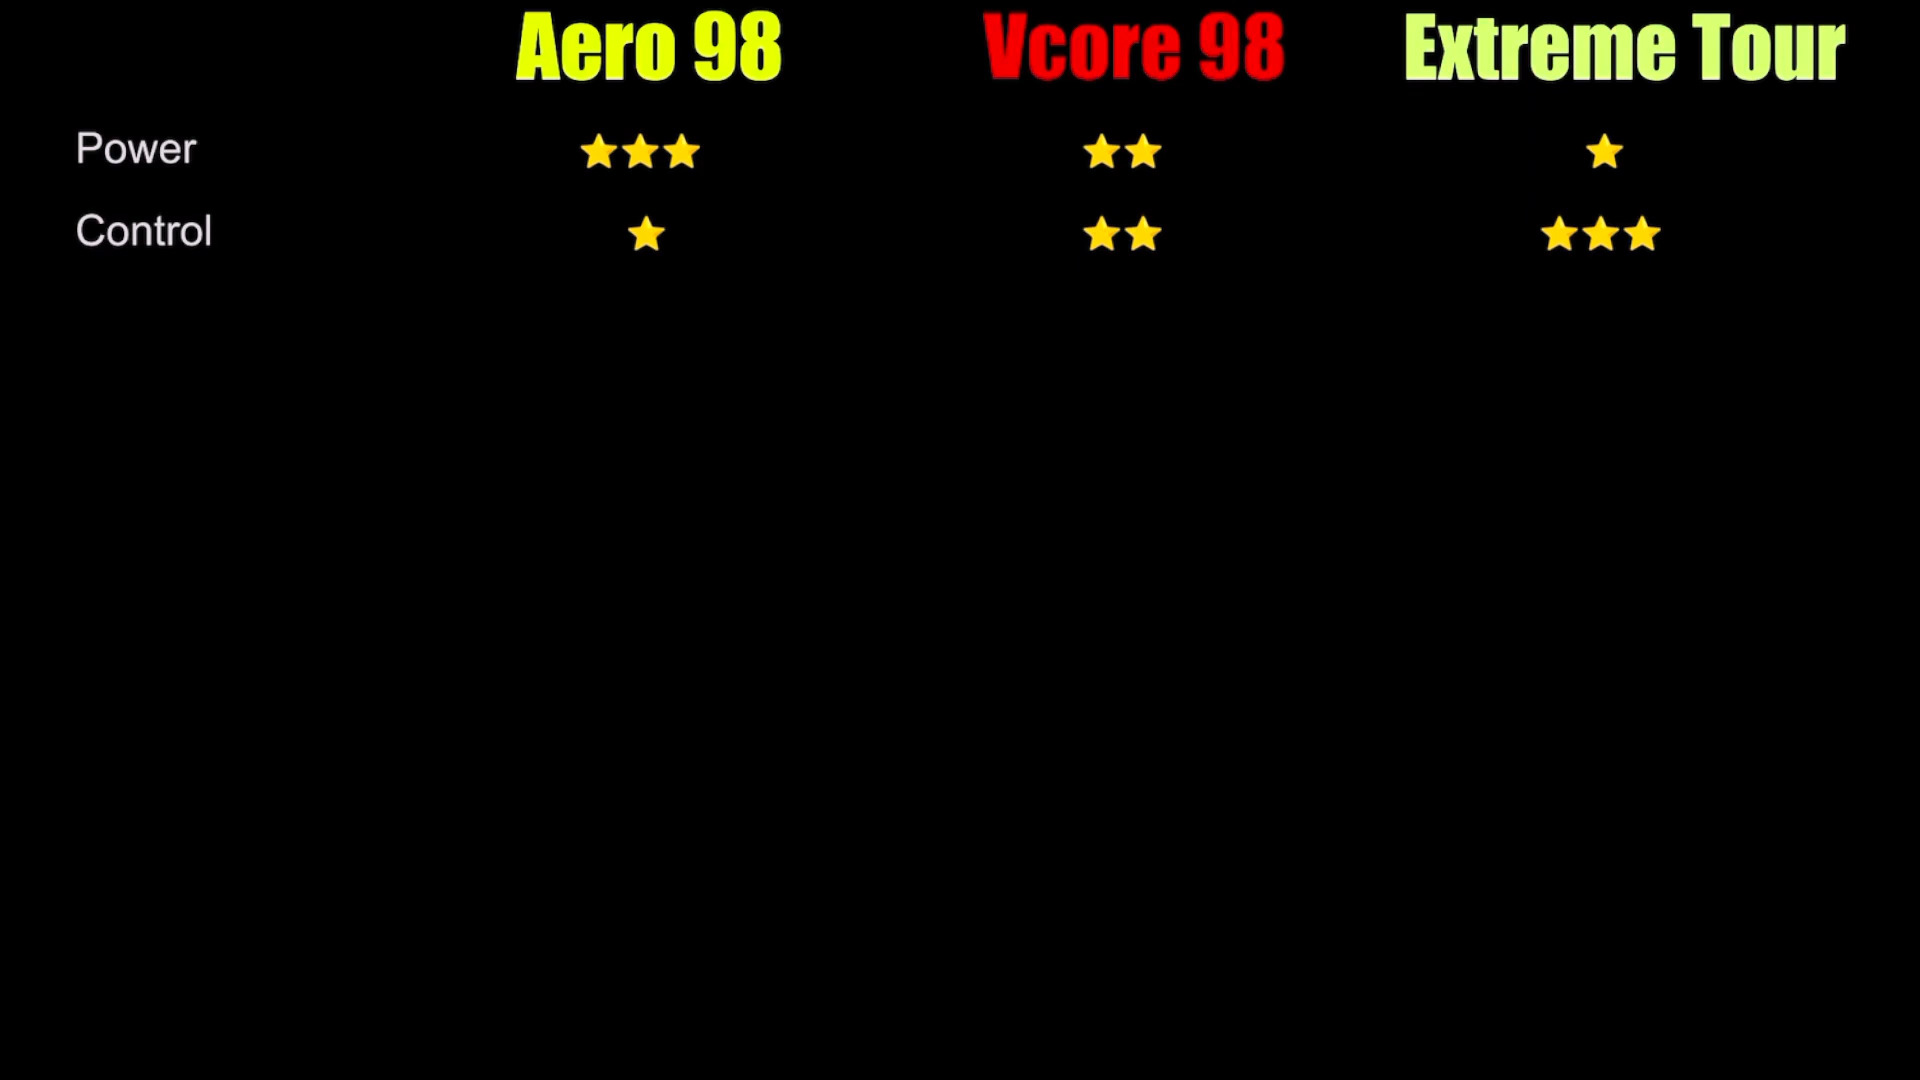 Aero 98 Vcore 98 Extreme Tour
Power ⭐⭐⭐ ⭐⭐ ⭐
Control ⭐ ⭐⭐ ⭐⭐⭐